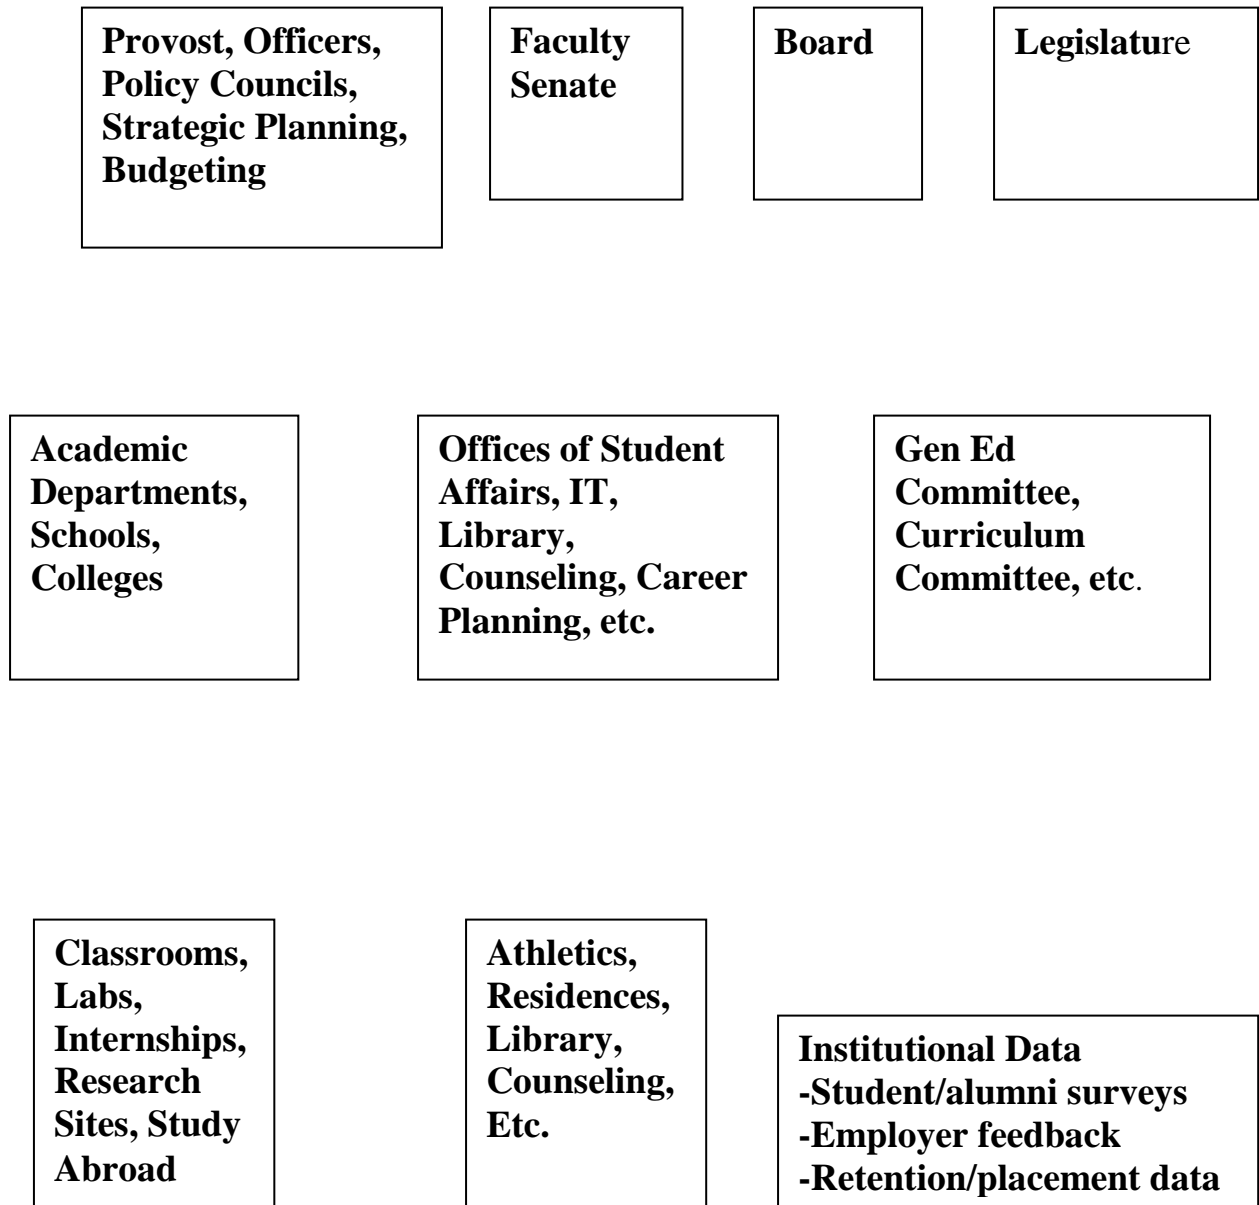 Provost, Officers,
Policy Councils,
Strategic Planning,
Budgeting
Faculty
Senate
Board
Legislature
Academic
Departments,
Schools,
Colleges
Offices of Student
Affairs, IT,
Library,
Counseling, Career
Planning, etc.
Gen Ed
Committee,
Curriculum
Committee, etc.
Classrooms,
Labs,
Internships,
Research
Sites, Study
Abroad
Athletics,
Residences,
Library,
Counseling,
Etc.
Institutional Data
-Student/alumni surveys
-Employer feedback
-Retention/placement data